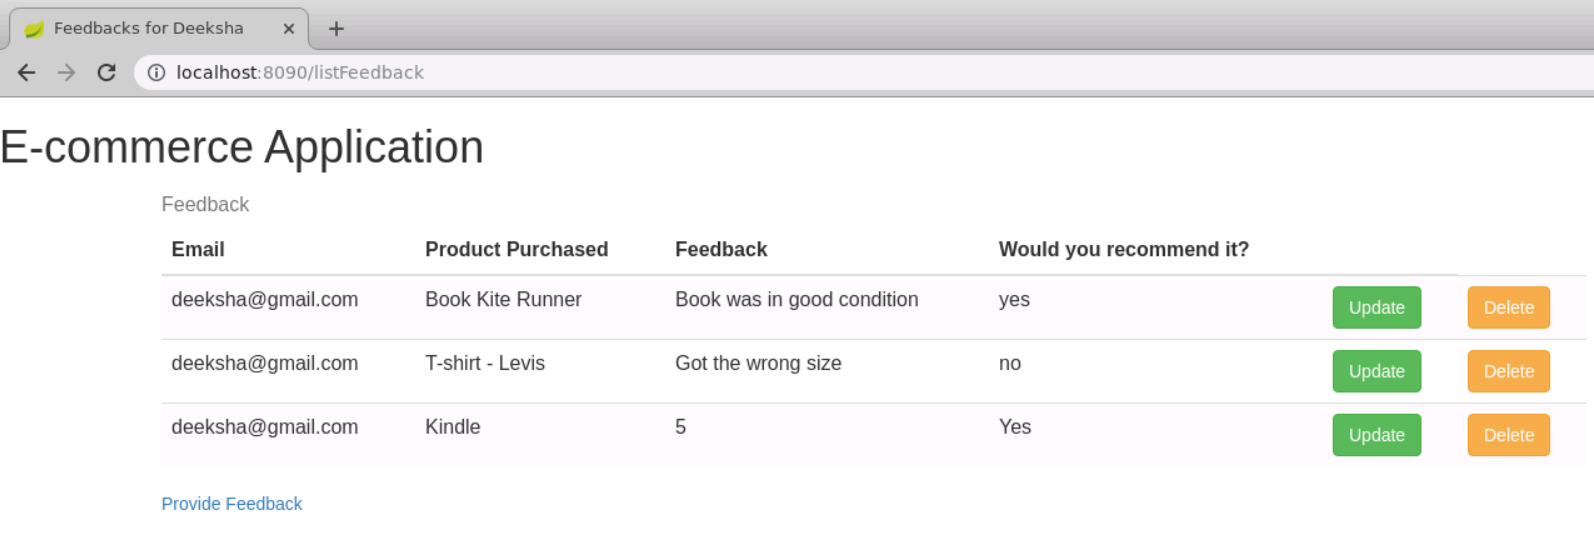 Feedbacks for Deeksha
localhost:8090/listFeedback
E-commerce Application
Feedback
Email Product Purchased Feedback Would you recommend it?
deeksha@gmail.com Book Kite Runner Book was in good condition yes Update Delete
deeksha@gmail.com T-shirt - Levis Got the wrong size no Update Delete
deeksha@gmail.com Kindle 5 Yes Update Delete
Provide Feedback